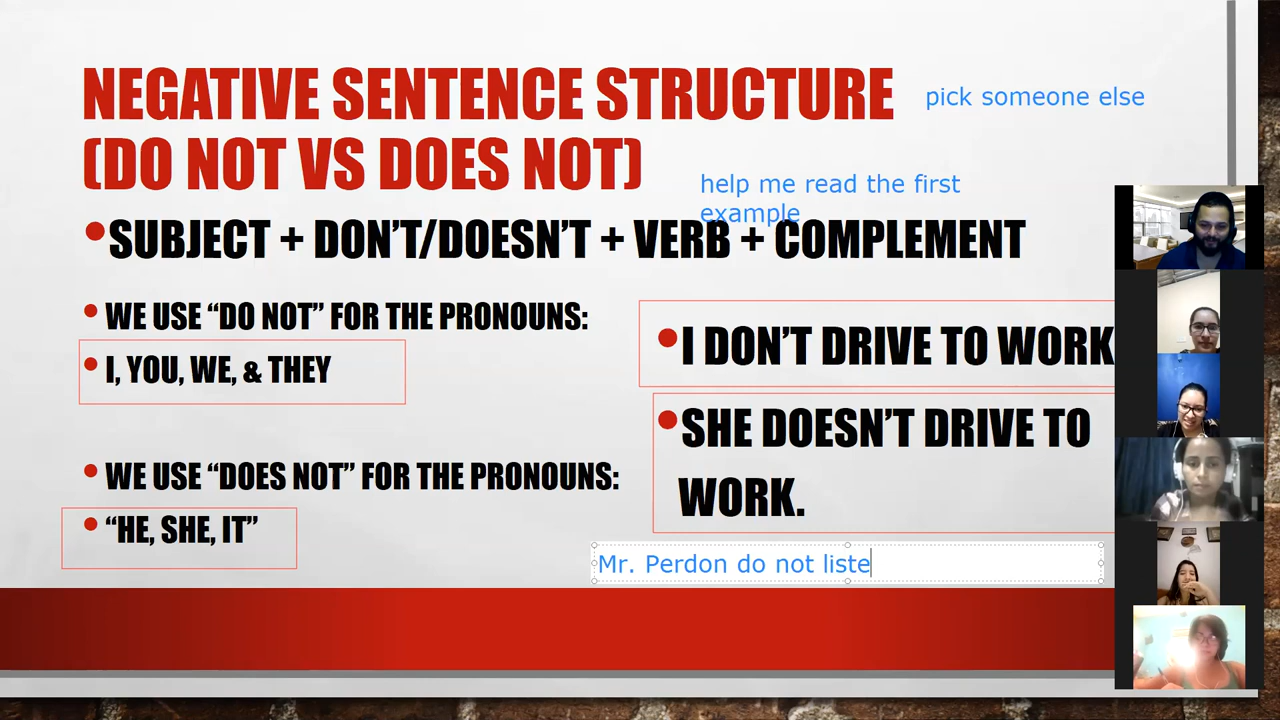 NEGATIVE SENTENCE STRUCTURE
pick someone else
(DO NOT VS DOES NOT)
help me read the first
example
•SUBJECT + DON'T/DOESN'T + VERB + COMPLEMENT
• WE USE “DO NOT” FOR THE PRONOUNS:
• I, YOU, WE, & THEY
• WE USE “DOES NOT” FOR THE PRONOUNS:
• “HE, SHE, IT”
•I DON'T DRIVE TO WORK
•SHE DOESN'T DRIVE TO
WORK.
Mr. Perdon do not liste